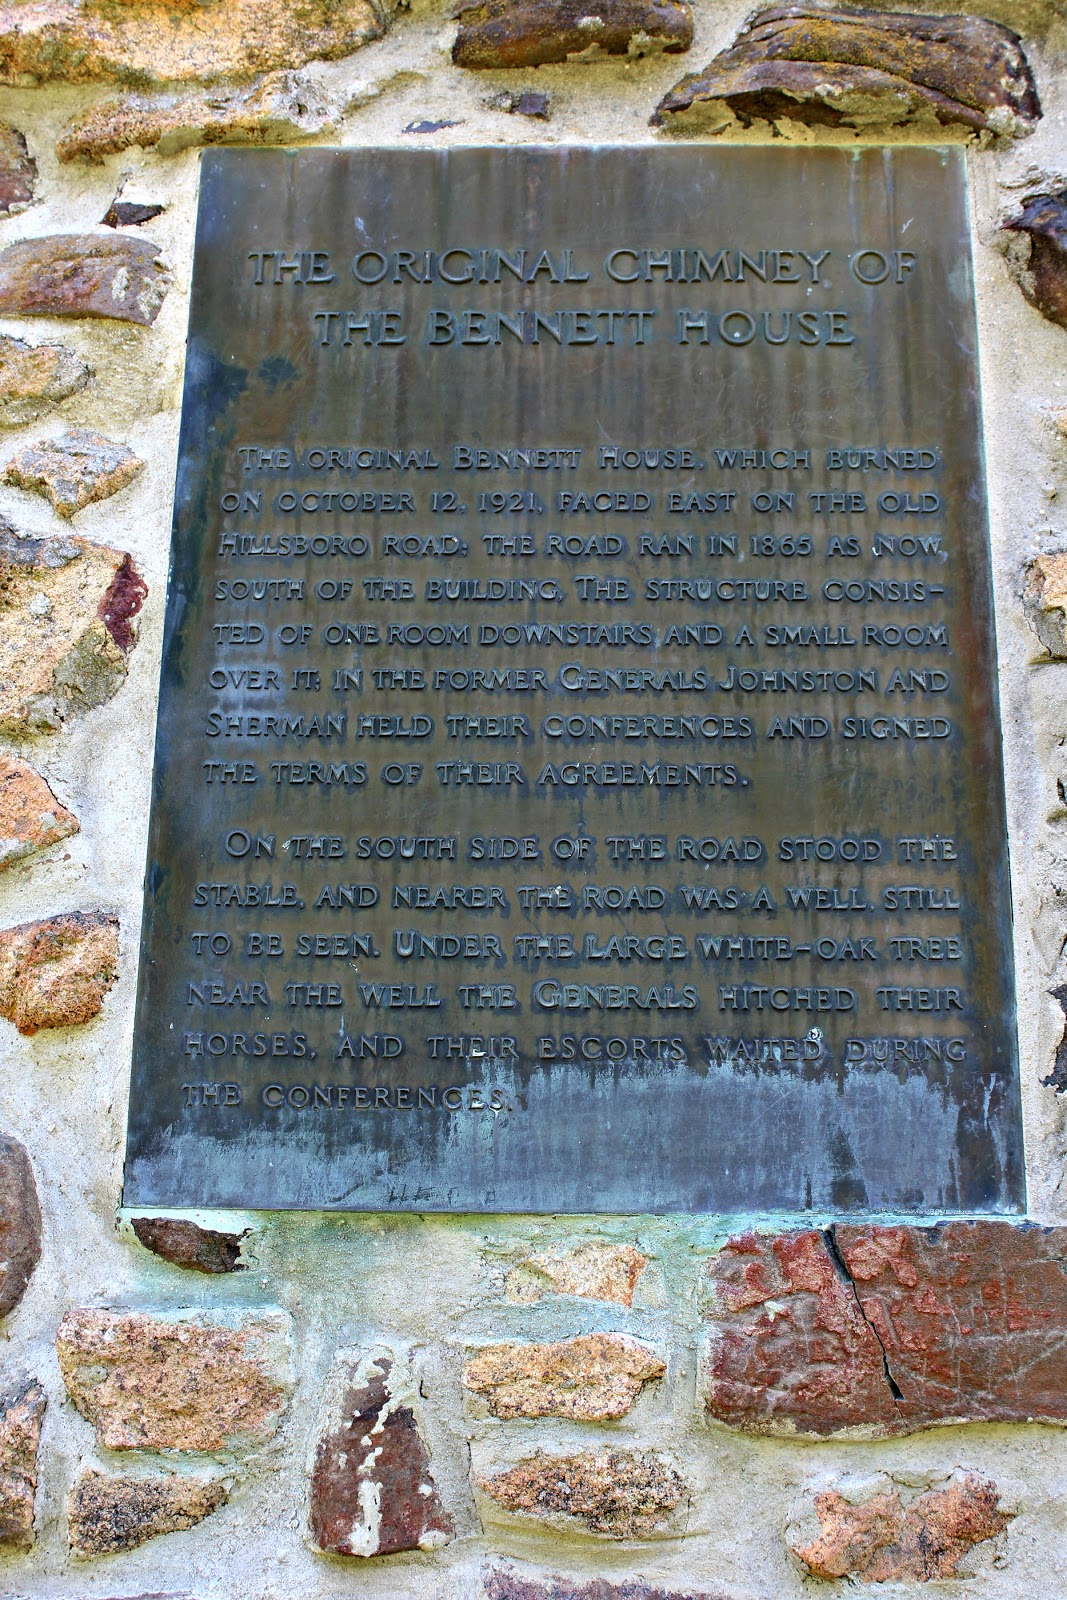 THE ORIGINAL CHIMNEY OF
THE BENNETT HOUSE
THE ORIGINAL BENNETT HOUSE, WHICH BURNED
ON OCTOBER 12, 1921, FACED EAST ON THE OLD
HILLSBORO ROAD; THE ROAD RAN IN 1865 AS NOW,
SOUTH OF THE BUILDING. THE STRUCTURE CONSIS-
TED OF ONE ROOM DOWNSTAIRS AND A SMALL ROOM
OVER IT; IN THE FORMER GENERALS JOHNSTON AND
SHERMAN HELD THEIR CONFERENCES AND SIGNED
THE TERMS OF THEIR AGREEMENTS.
ON THE SOUTH SIDE OF THE ROAD STOOD THE
STABLE, AND NEARER THE ROAD WAS A WELL, STILL
TO BE SEEN. UNDER THE LARGE WHITE-OAK TREE
NEAR THE WELL THE GENERALS HITCHED THEIR
HORSES, AND THEIR ESCORTS WAITED DURING
THE CONFERENCES.